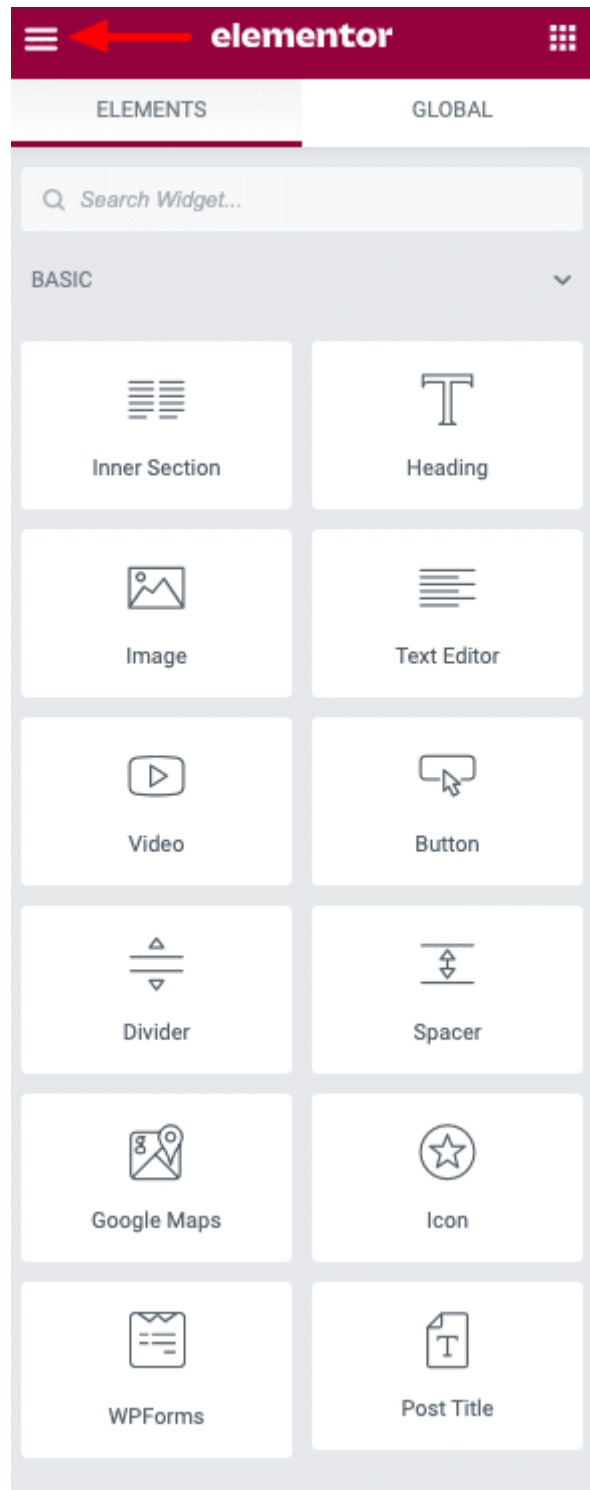 elementor
ELEMENTS GLOBAL
Search Widget...
BASIC
Inner Section Heading
Image Text Editor
Video Button
Divider Spacer
Google Maps Icon
WPForms Post Title